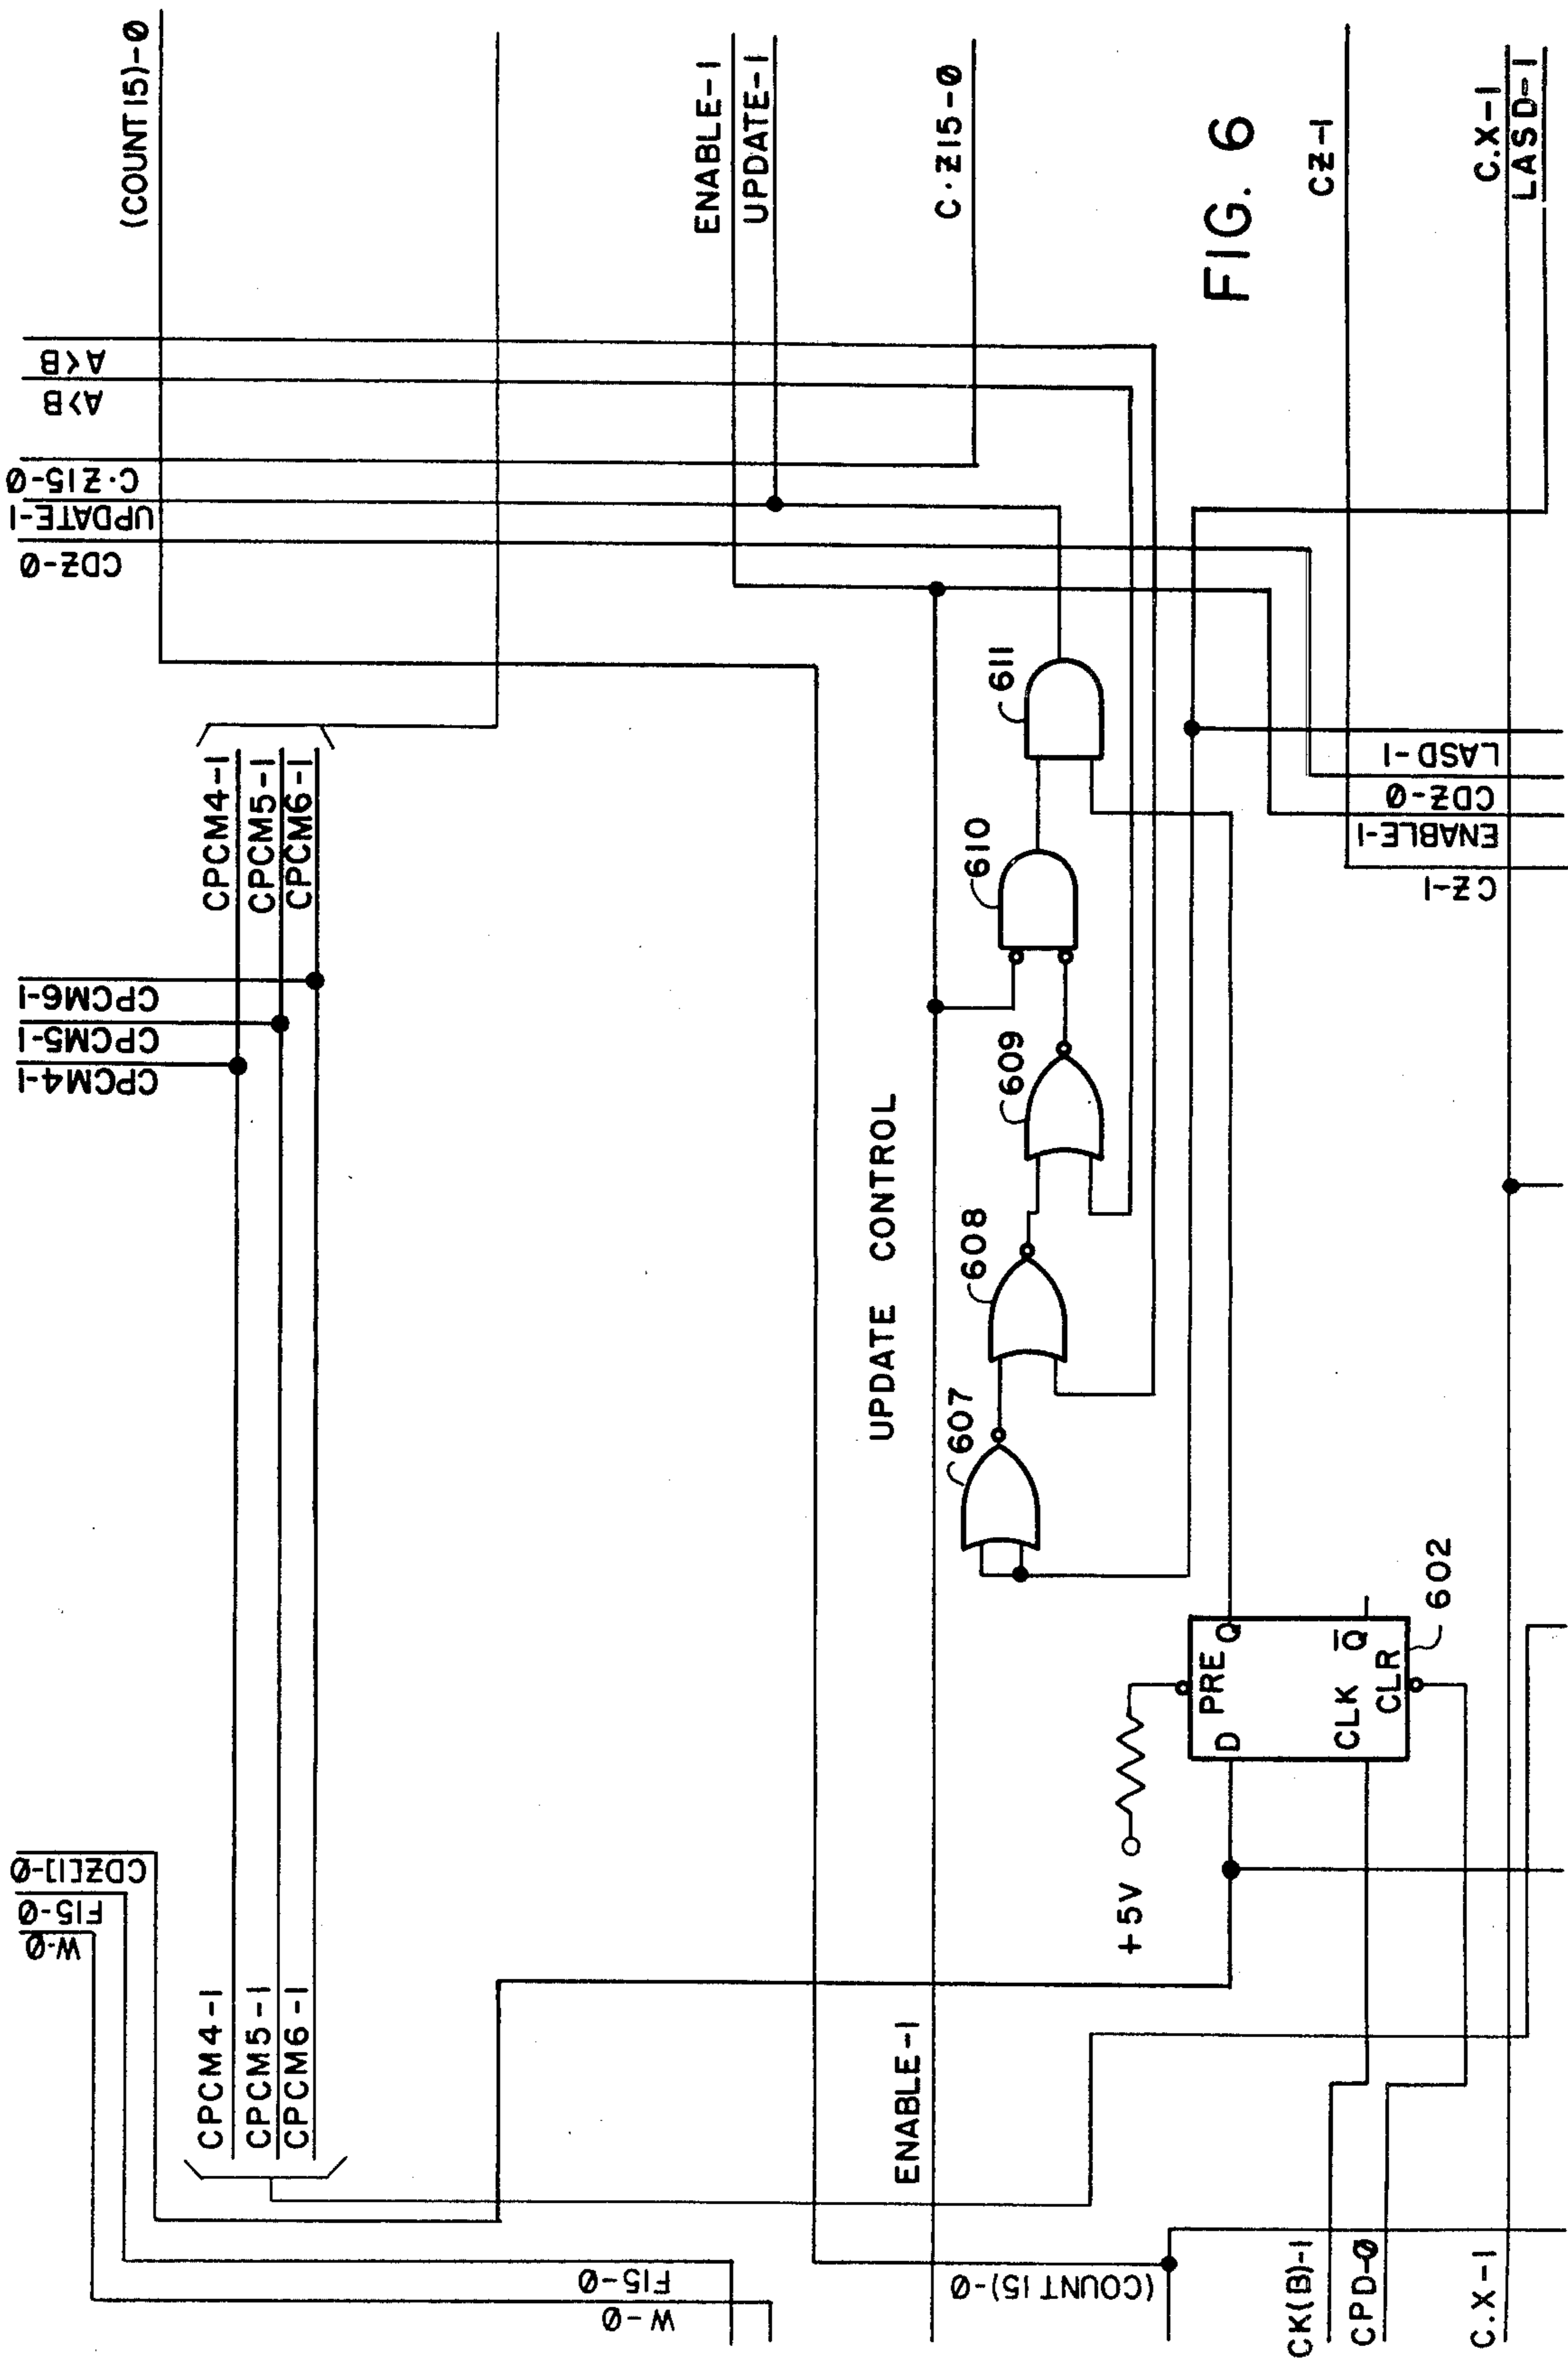 (COUNT 15)-0
ENABLE-1
UPDATE-1
C·Z15-0
FIG. 6
CZ-1
C.X-1
LASD-1
A<B
A>B
C·Z15-0
UPDATE-1
CDZ-0
CPCM4-1
CPCM5-1
CPCM6-1
CPCM6-1
CPCM5-1
CPCM4-1
CDZ[1]-0
F15-0
W-0
CPCM4-1
CPCM5-1
CPCM6-1
F15-0
W-0
UPDATE CONTROL
ENABLE-1
(COUNT 15)-0
607
608
609
610
611
LASD-1
CDZ-0
ENABLE-1
CZ-1
+5V
D
PRE
Q
CLK
Q̅
CLR
602
CK(B)-1
CPD-0
C.X-1